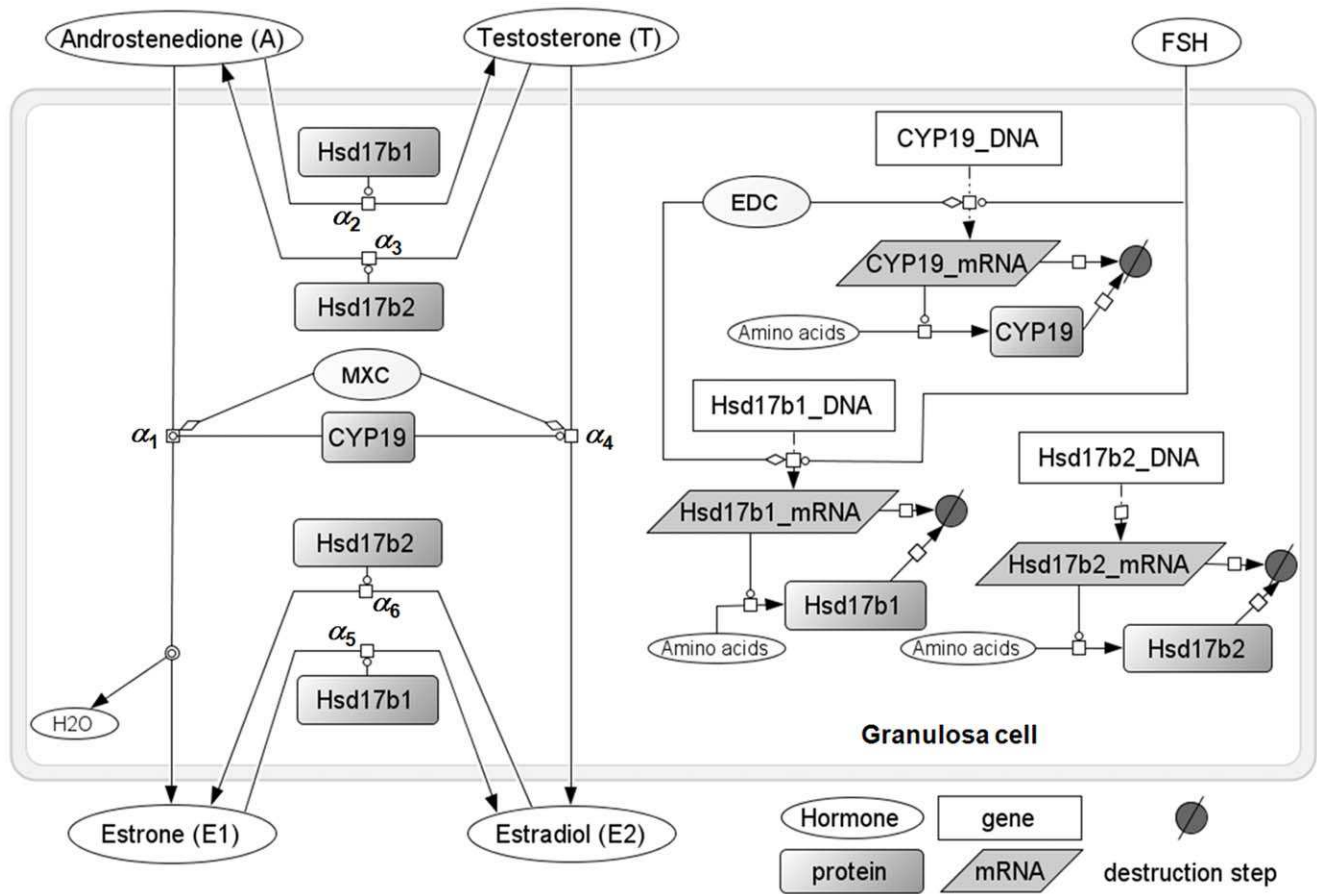 Androstenedione (A)
Testosterone (T)
FSH
Hsd17b1
α2
α3
Hsd17b2
MXC
α1
CYP19
α4
Hsd17b2
α6
α5
Hsd17b1
H2O
Estrone (E1)
Estradiol (E2)
CYP19_DNA
EDC
CYP19_mRNA
Amino acids
CYP19
Hsd17b1_DNA
Hsd17b2_DNA
Hsd17b1_mRNA
Hsd17b2_mRNA
Hsd17b1
Amino acids
Amino acids
Hsd17b2
Granulosa cell
Hormone
gene
protein
mRNA
destruction step